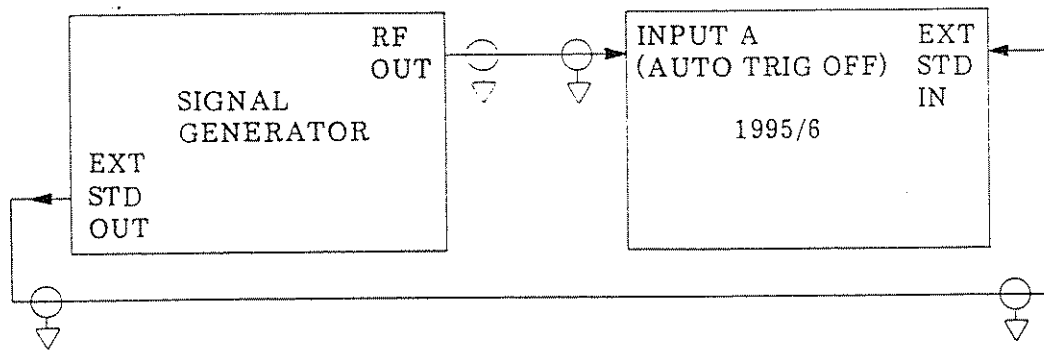 RF
OUT
SIGNAL
GENERATOR
EXT
STD
OUT
INPUT A
(AUTO TRIG OFF)
1995/6
EXT
STD
IN